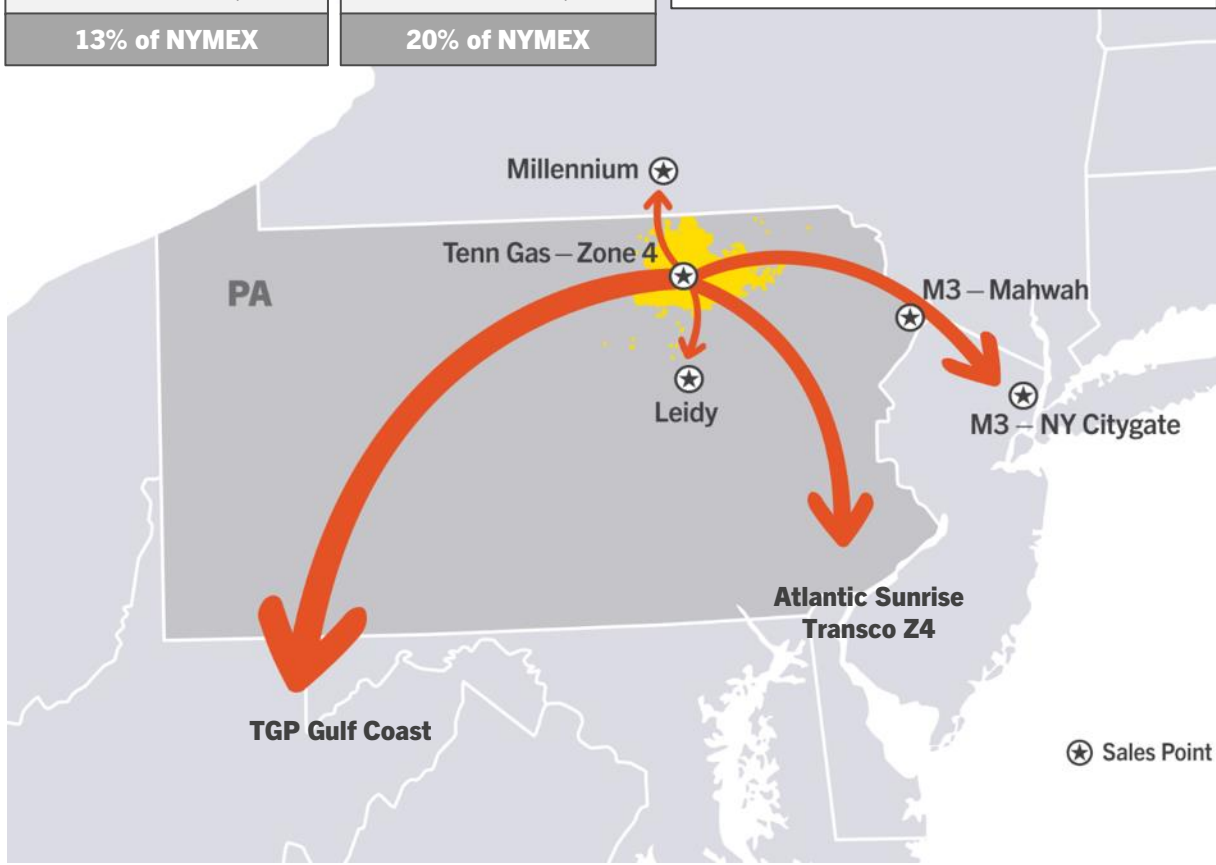 13% of NYMEX
20% of NYMEX
Millennium
Tenn Gas – Zone 4
PA
M3 – Mahwah
Leidy
M3 – NY Citygate
Atlantic Sunrise
Transco Z4
TGP Gulf Coast
Sales Point